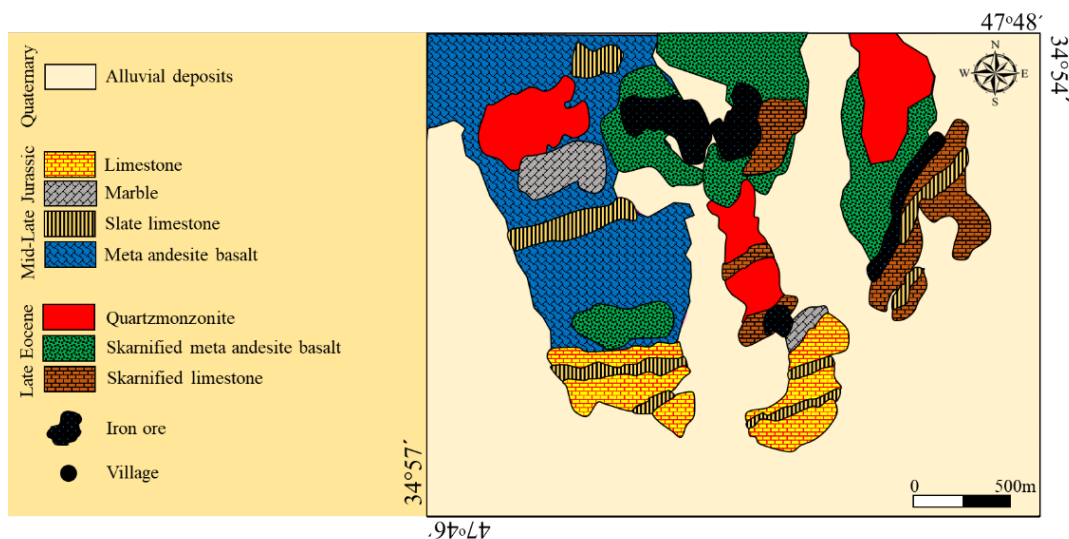 47°48´
34°54´
N
W E
S
Quaternary
Alluvial deposits
Mid-Late Jurassic
Limestone
Marble
Slate limestone
Meta andesite basalt
Late Eocene
Quartzmonzonite
Skarnified meta andesite basalt
Skarnified limestone
Iron ore
Village
34°57´
47°46´
0 500m